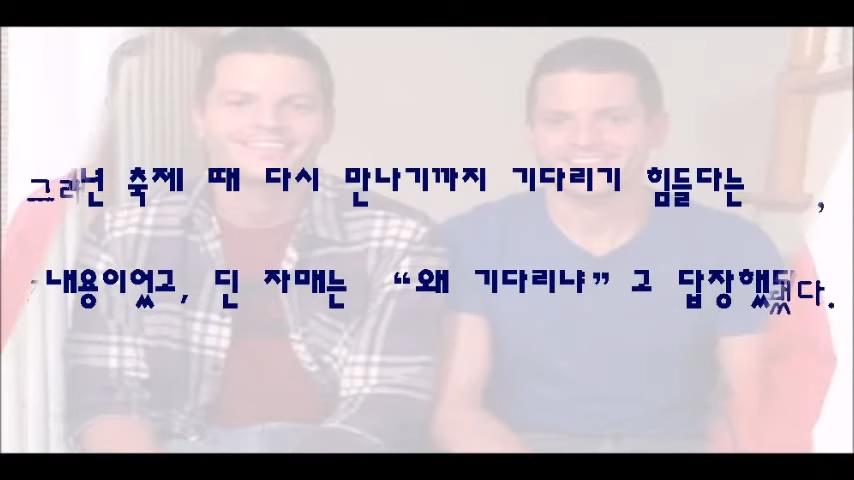 년 축제 때 다시 만나기까지 기다리기 힘들다는 ,
내용이었고, 딘 자매는 “왜 기다리냐” 고 답장했다.